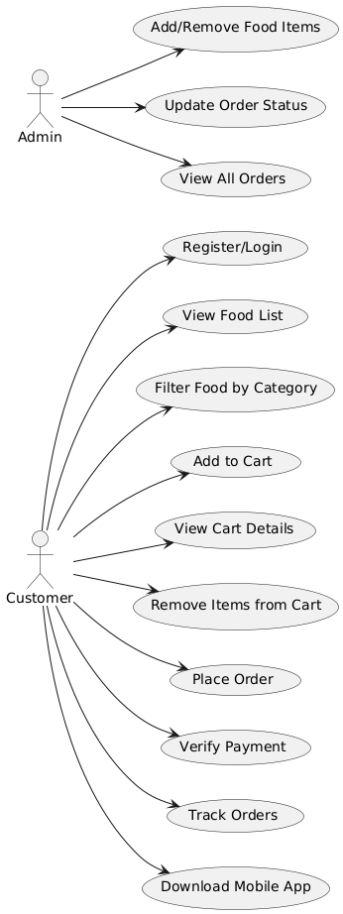 Add/Remove Food Items
Update Order Status
Admin
View All Orders
Register/Login
View Food List
Filter Food by Category
Add to Cart
View Cart Details
Customer
Remove Items from Cart
Place Order
Verify Payment
Track Orders
Download Mobile App